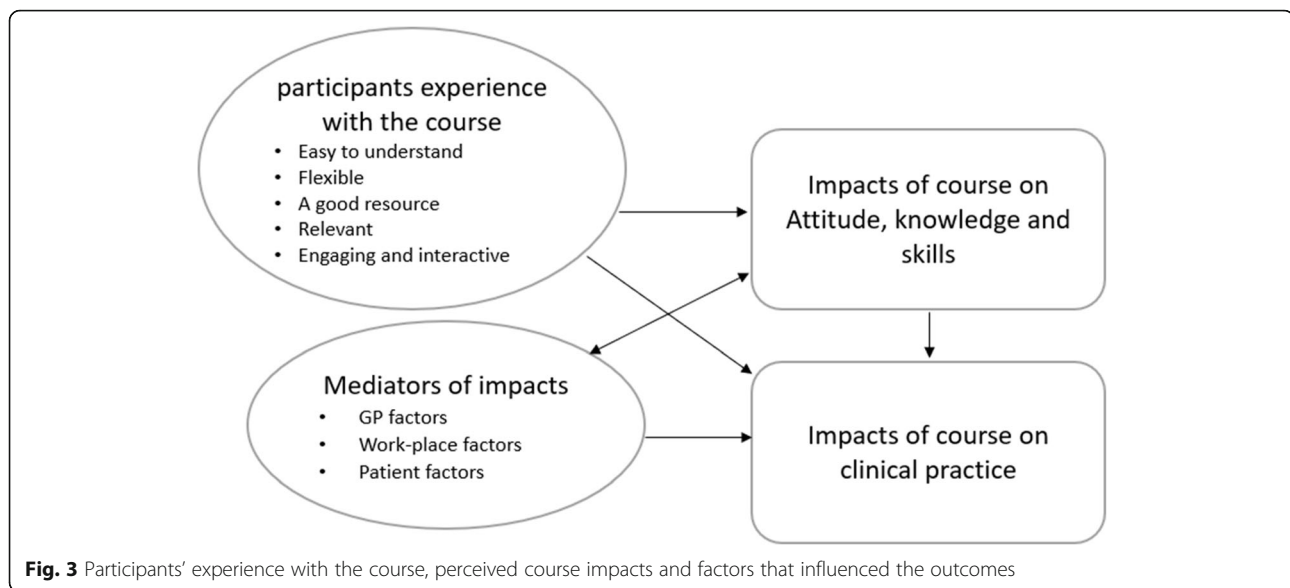 participants experience
with the course
• Easy to understand
• Flexible
• A good resource
• Relevant
• Engaging and interactive
Impacts of course on
Attitude, knowledge and
skills
Mediators of impacts
• GP factors
• Work-place factors
• Patient factors
Impacts of course on
clinical practice
Fig. 3 Participants’ experience with the course, perceived course impacts and factors that influenced the outcomes